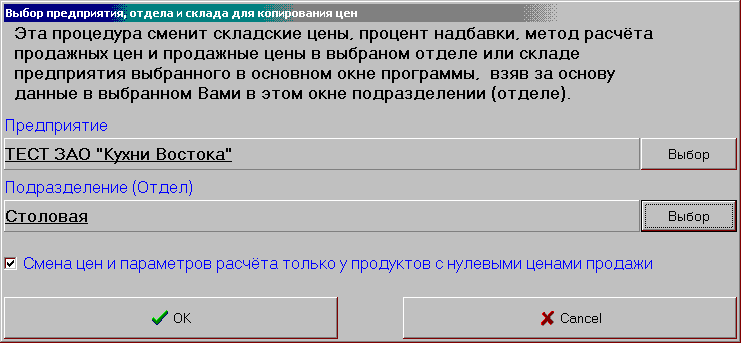 Выбор предприятия, отдела и склада для копирования цен
Эта процедура сменит складские цены, процент надбавки, метод расчёта
продажных цен и продажные цены в выбраном отделе или складе
предприятия выбранного в основном окне программы, взяв за основу
данные в выбранном Вами в этом окне подразделении (отделе).
Предприятие
ТЕСТ ЗАО "Кухни Востока"
Выбор
Подразделение (Отдел)
Столовая
Выбор
Смена цен и параметров расчёта только у продуктов с нулевыми ценами продажи
OK
Cancel